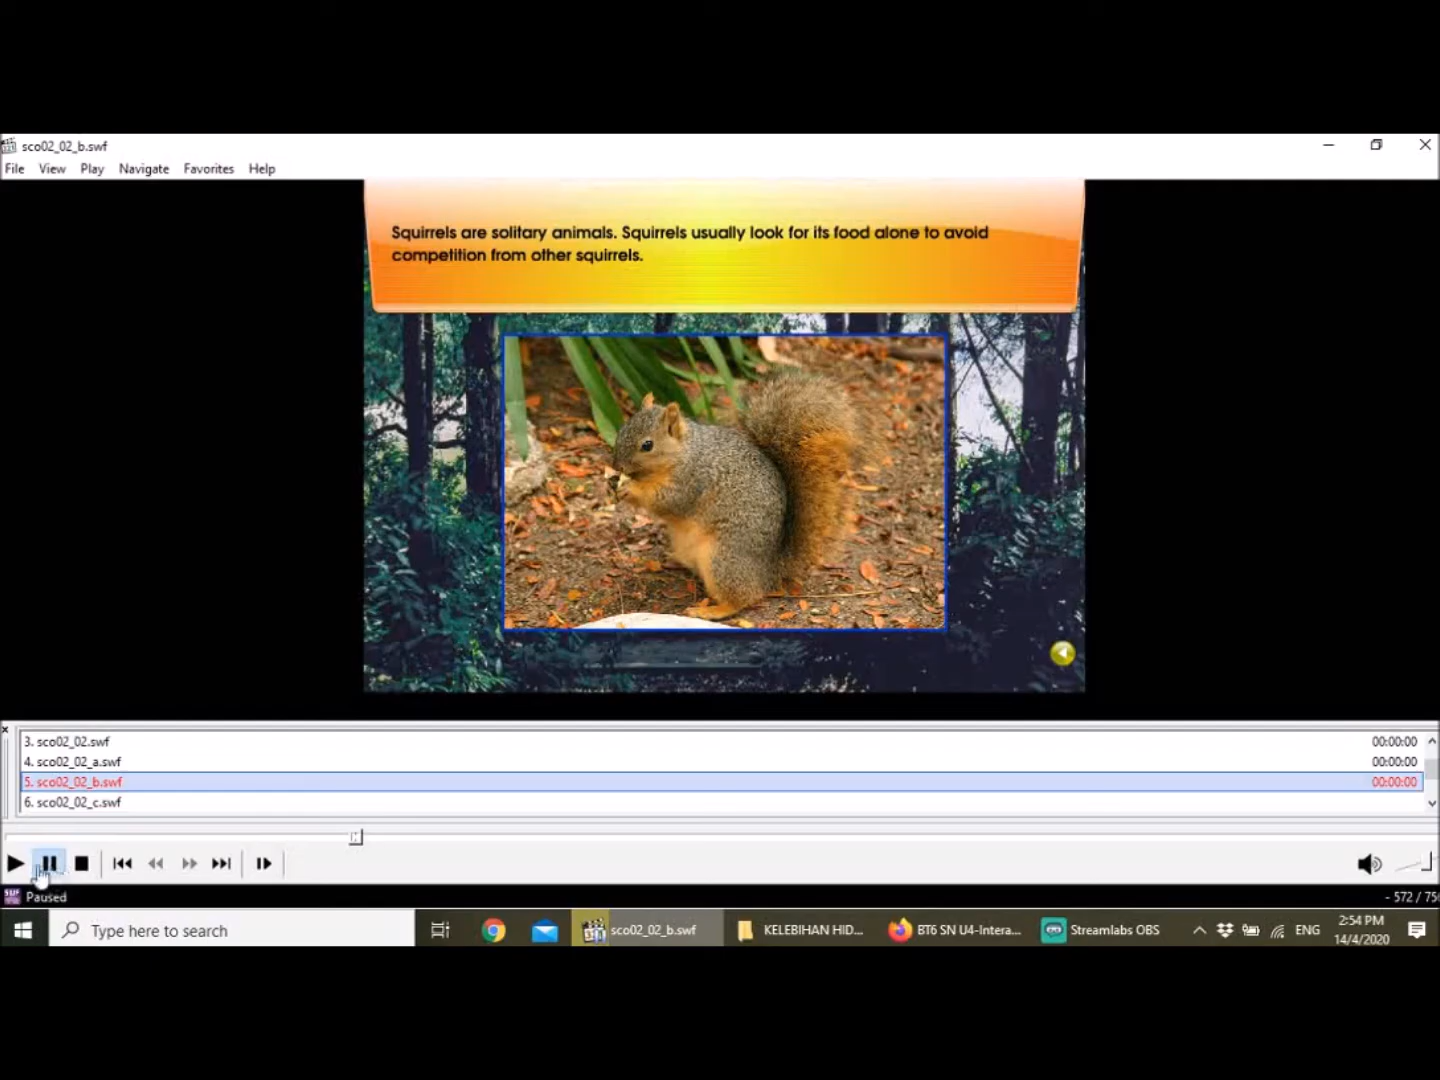 sco02_02_b.swf
File View Play Navigate Favorites Help
Squirrels are solitary animals. Squirrels usually look for its food alone to avoid
competition from other squirrels.
3. sco02_02.swf 00:00:00
4. sco02_02_a.swf 00:00:00
5. sco02_02_b.swf 00:00:00
6. sco02_02_c.swf
Paused
- 572 / 75
Type here to search
sco02_02_b.swf
KELEBIHAN HID...
BT6 SN U4-Intera...
Streamlabs OBS
ENG
2:54 PM
14/4/2020